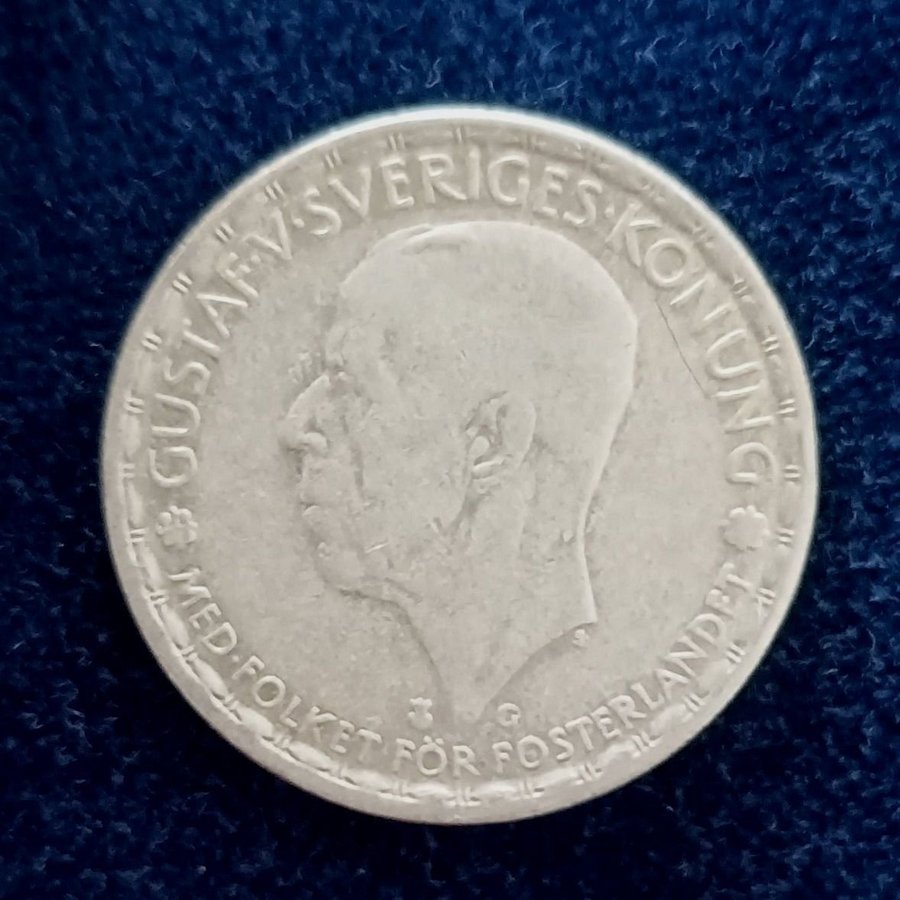 GUSTAF·V·SVERIGES·KONUNG
MED·FOLKET·FÖR·FOSTERLANDET
G